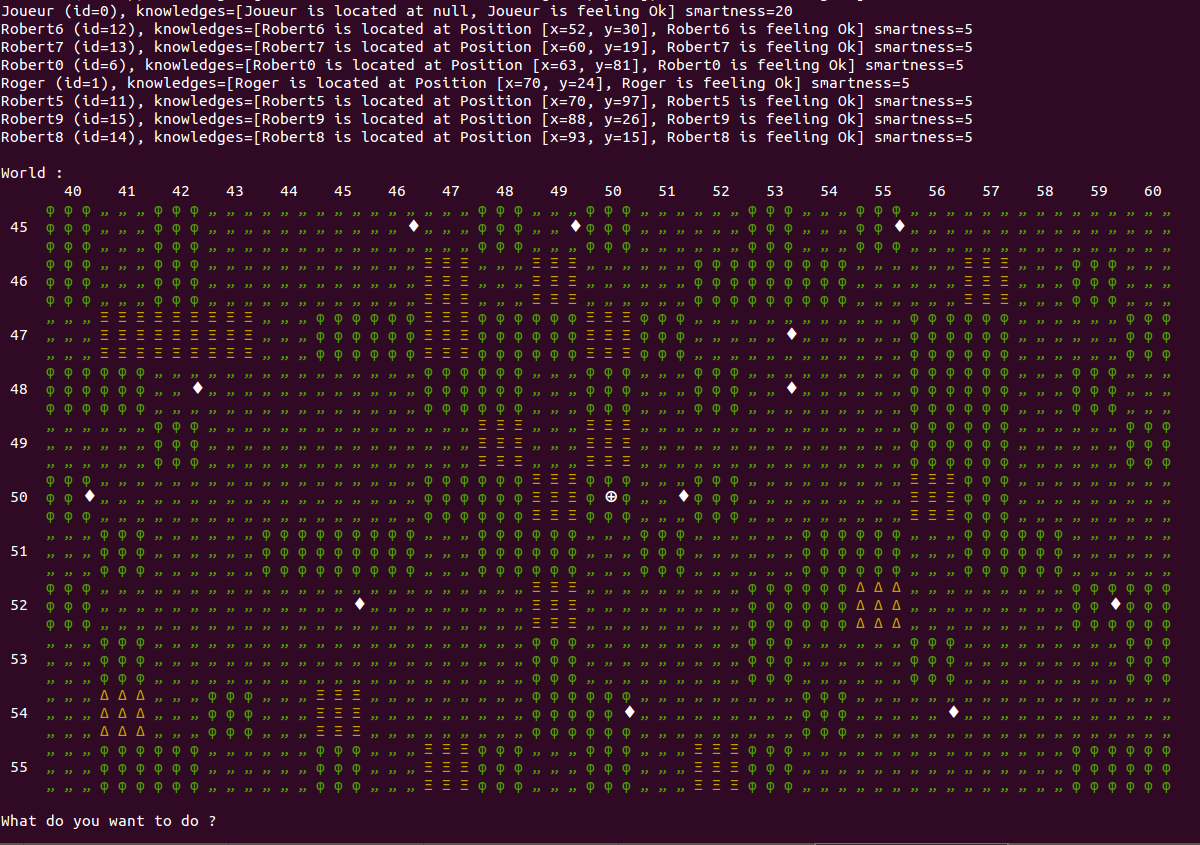 Joueur (id=0), knowledges=[Joueur is located at null, Joueur is feeling Ok] smartness=20
Robert6 (id=12), knowledges=[Robert6 is located at Position [x=52, y=30], Robert6 is feeling Ok] smartness=5
Robert7 (id=13), knowledges=[Robert7 is located at Position [x=60, y=19], Robert7 is feeling Ok] smartness=5
Robert0 (id=6), knowledges=[Robert0 is located at Position [x=63, y=81], Robert0 is feeling Ok] smartness=5
Roger (id=1), knowledges=[Roger is located at Position [x=70, y=24], Roger is feeling Ok] smartness=5
Robert5 (id=11), knowledges=[Robert5 is located at Position [x=70, y=97], Robert5 is feeling Ok] smartness=5
Robert9 (id=15), knowledges=[Robert9 is located at Position [x=88, y=26], Robert9 is feeling Ok] smartness=5
Robert8 (id=14), knowledges=[Robert8 is located at Position [x=93, y=15], Robert8 is feeling Ok] smartness=5
World :
40 41 42 43 44 45 46 47 48 49 50 51 52 53 54 55 56 57 58 59 60
45
46
47
48
49
50
51
52
53
54
55
What do you want to do ?